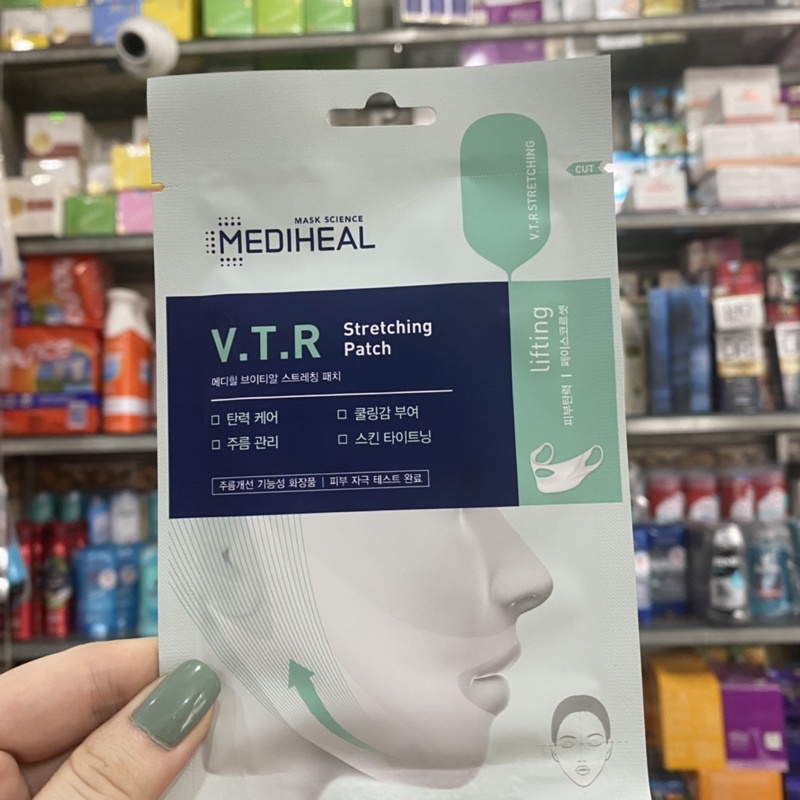 V.T.R STRETCHING
CUT
MASK SCIENCE
MEDIHEAL
V.T.R
Stretching
Patch
메디힐 브이티알 스트레칭 패치
□ 탄력 케어
□ 쿨링감 부여
□ 주름 관리
□ 스킨 타이트닝
주름개선 기능성 화장품 | 피부 자극 테스트 완료
lifting
피부탄력 | 페이스코르셋